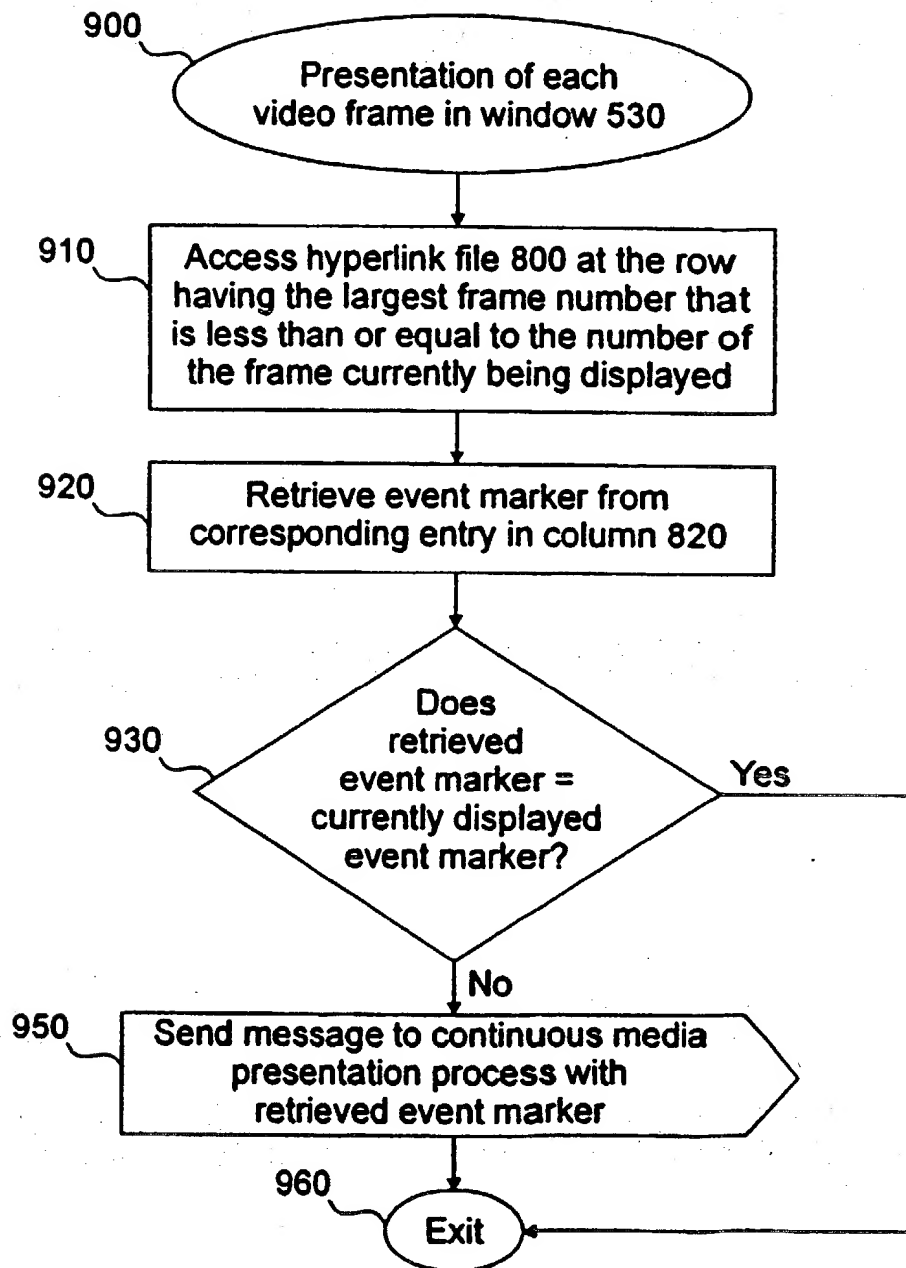 900
Presentation of each
video frame in window 530
910
Access hyperlink file 800 at the row
having the largest frame number that
is less than or equal to the number of
the frame currently being displayed
920
Retrieve event marker from
corresponding entry in column 820
930
Does
retrieved
event marker =
currently displayed
event marker?
Yes
No
950
Send message to continuous media
presentation process with
retrieved event marker
960
Exit